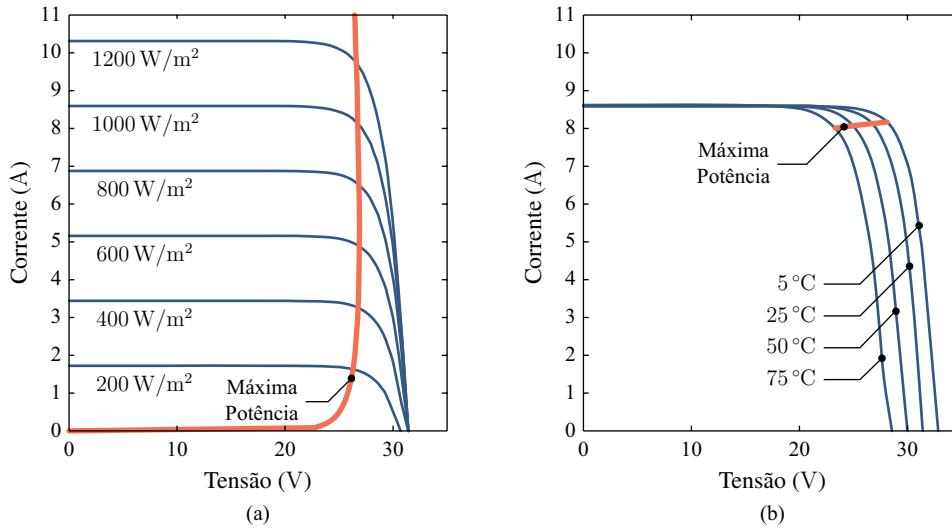 11
10
9
8
7
6
5
4
3
2
1
0
Corrente (A)
1200 W/m²
1000 W/m²
800 W/m²
600 W/m²
400 W/m²
200 W/m²
Máxima
Potência
0
10
20
30
Tensão (V)
(a)
11
10
9
8
7
6
5
4
3
2
1
0
Corrente (A)
Máxima
Potência
5 °C
25 °C
50 °C
75 °C
0
10
20
30
Tensão (V)
(b)